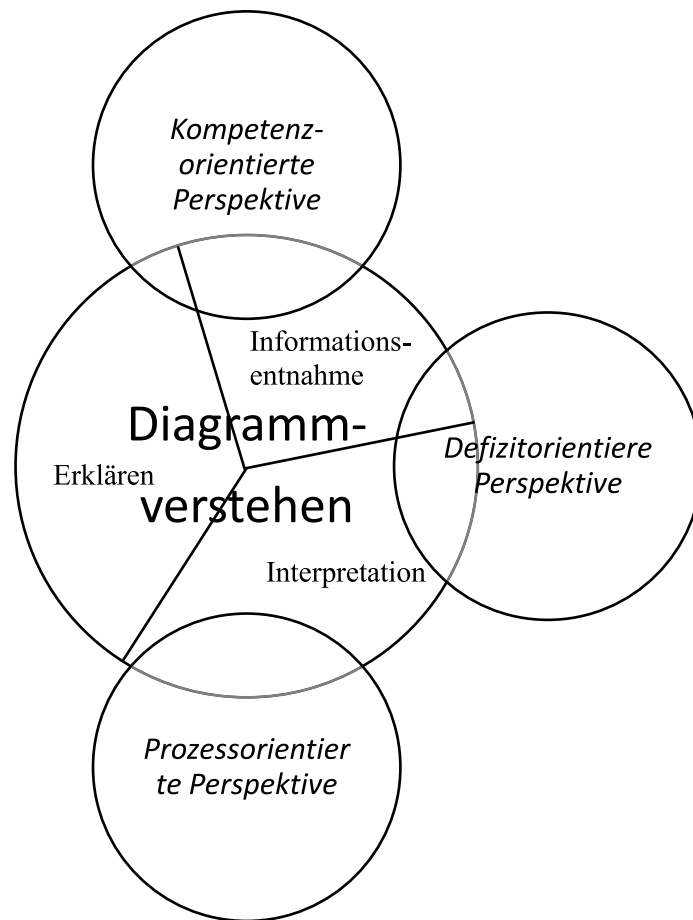 Kompetenz-
orientierte
Perspektive
Informations-
entnahme
Diagramm-
verstehen
Erklären
Defizitorientiere
Perspektive
Interpretation
Prozessorientier
te Perspektive